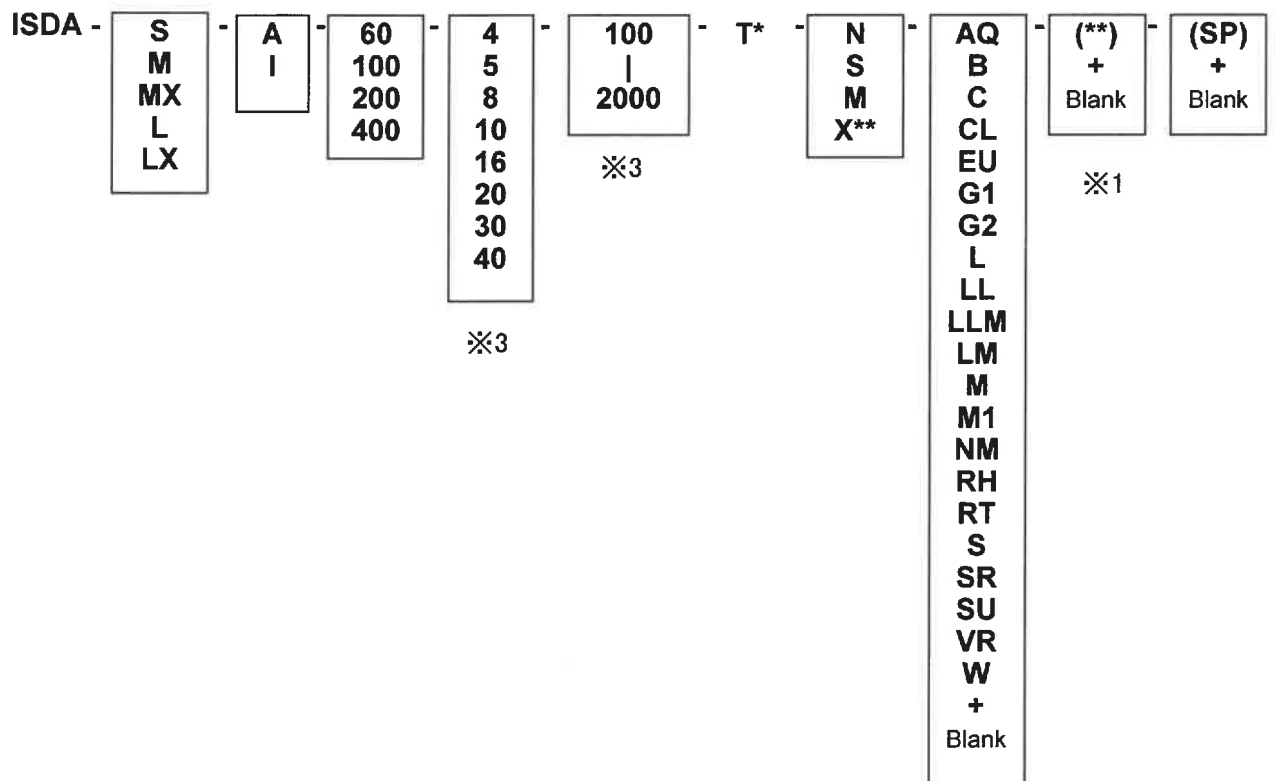 ISDA - S - A - 60 - 4 - 100 - T* - N - AQ - (**) - (SP)
M I 100 5 | S B + +
MX 200 8 2000 M C Blank Blank
L 400 10 X** CL
LX 16 ※3 EU ※1
20 G1
30 G2
40 L
LL
※3 LLM
LM
M
M1
NM
RH
RT
S
SR
SU
VR
W
+
Blank